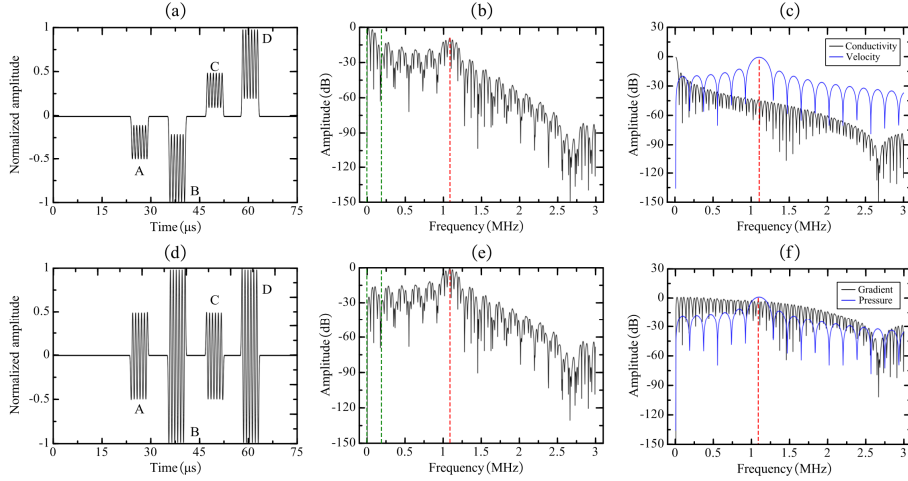 (a)
Normalized amplitude
1
0.5
0
-0.5
-1
A
B
C
D
0
15
30
45
60
75
Time (μs)
(b)
Amplitude (dB)
0
-30
-60
-90
-120
-150
0
0.5
1
1.5
2
2.5
3
Frequency (MHz)
(c)
Amplitude (dB)
30
0
-30
-60
-90
-120
-150
Conductivity
Velocity
0
0.5
1
1.5
2
2.5
3
Frequency (MHz)
(d)
Normalized amplitude
1
0.5
0
-0.5
-1
A
B
C
D
0
15
30
45
60
75
Time (μs)
(e)
Amplitude (dB)
0
-30
-60
-90
-120
-150
0
0.5
1
1.5
2
2.5
3
Frequency (MHz)
(f)
Amplitude (dB)
30
0
-30
-60
-90
-120
-150
Gradient
Pressure
0
0.5
1
1.5
2
2.5
3
Frequency (MHz)